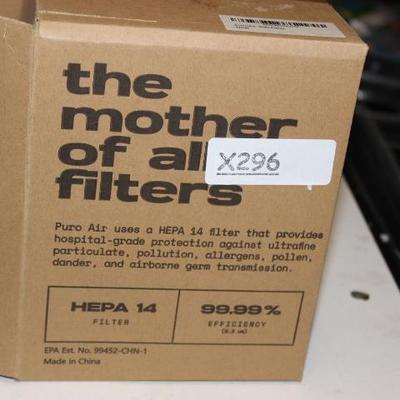 the
mother
of al
filters
X296
Puro Air uses a HEPA 14 filter that provides
hospital-grade protection against ultrafine
particulate, pollution, allergens, pollen,
dander, and airborne germ transmission.
HEPA 14
FILTER
99.99%
EFFICIENCY
EPA Est. No. 99452-CHN-1
Made in China